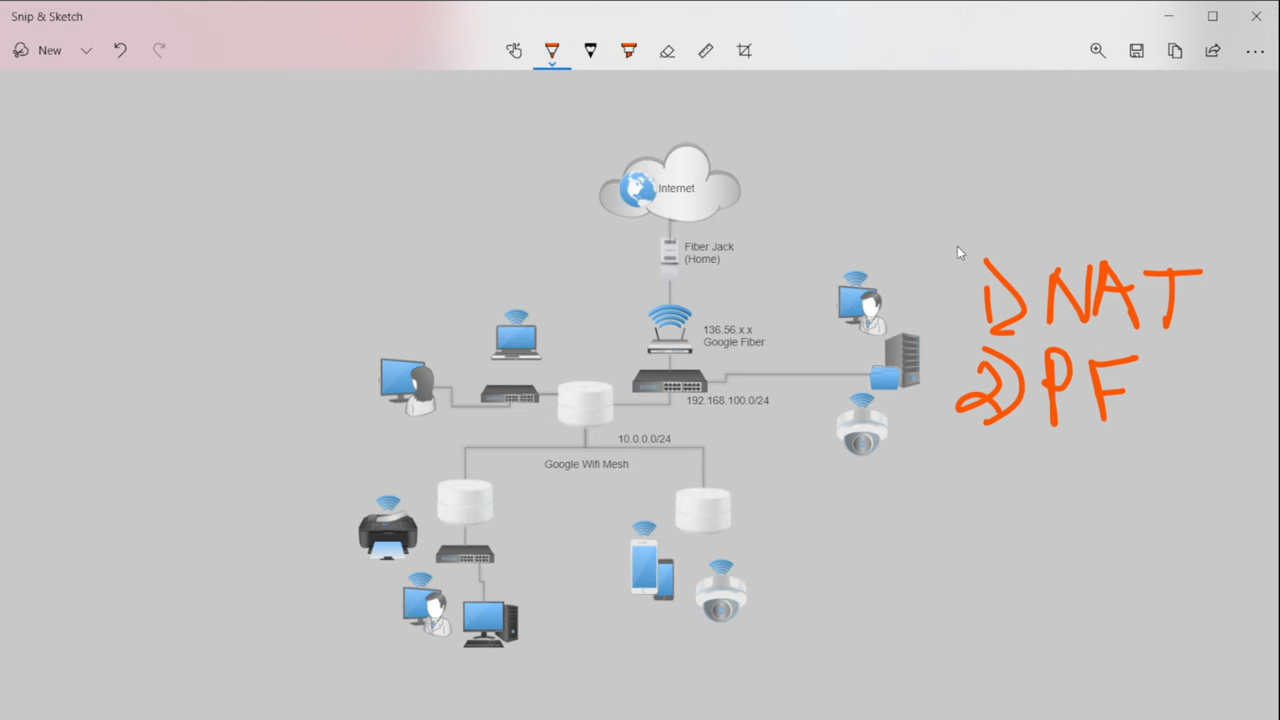 Snip & Sketch
New
Internet
Fiber Jack
(Home)
136.56.x.x
Google Fiber
192.168.100.0/24
10.0.0.0/24
Google Wifi Mesh
1) NAT
2) PF